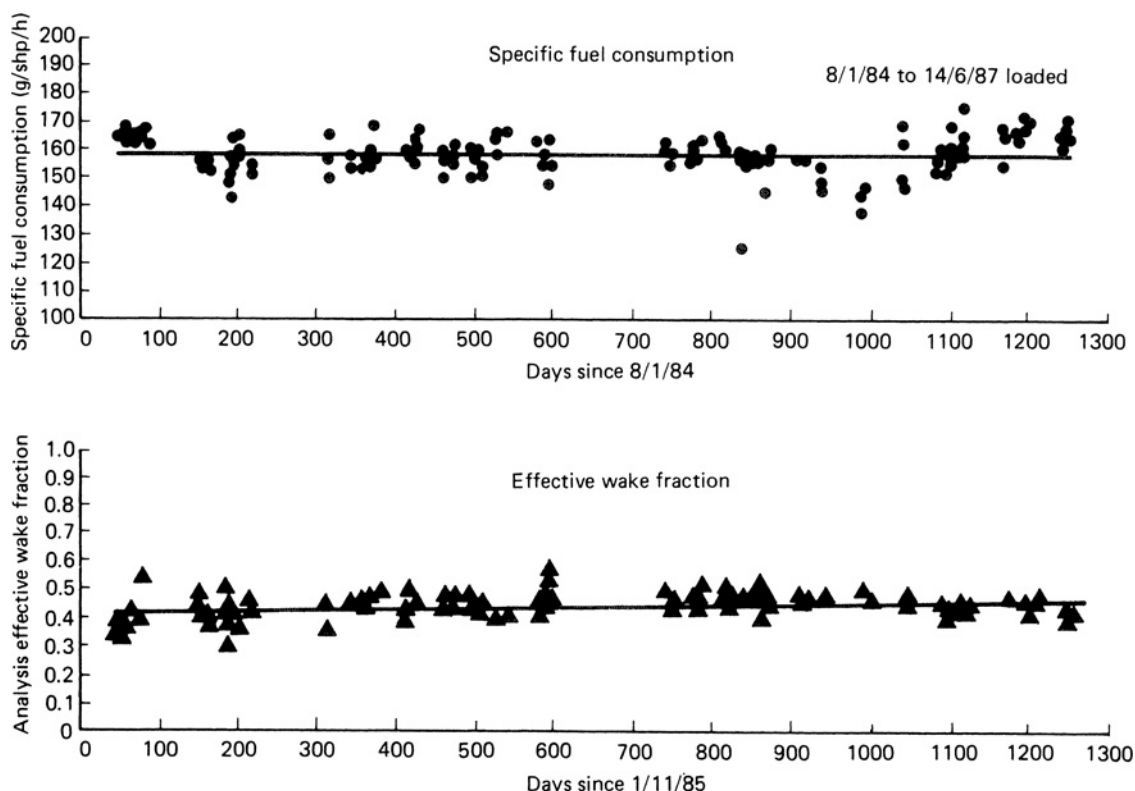 Specific fuel consumption (g/shp/h)
200
190
180
170
160
150
140
130
120
110
100
Specific fuel consumption
8/1/84 to 14/6/87 loaded
0 100 200 300 400 500 600 700 800 900 1000 1100 1200 1300
Days since 8/1/84
Analysis effective wake fraction
1.0
0.9
0.8
0.7
0.6
0.5
0.4
0.3
0.2
0.1
0
Effective wake fraction
0 100 200 300 400 500 600 700 800 900 1000 1100 1200 1300
Days since 1/11/85